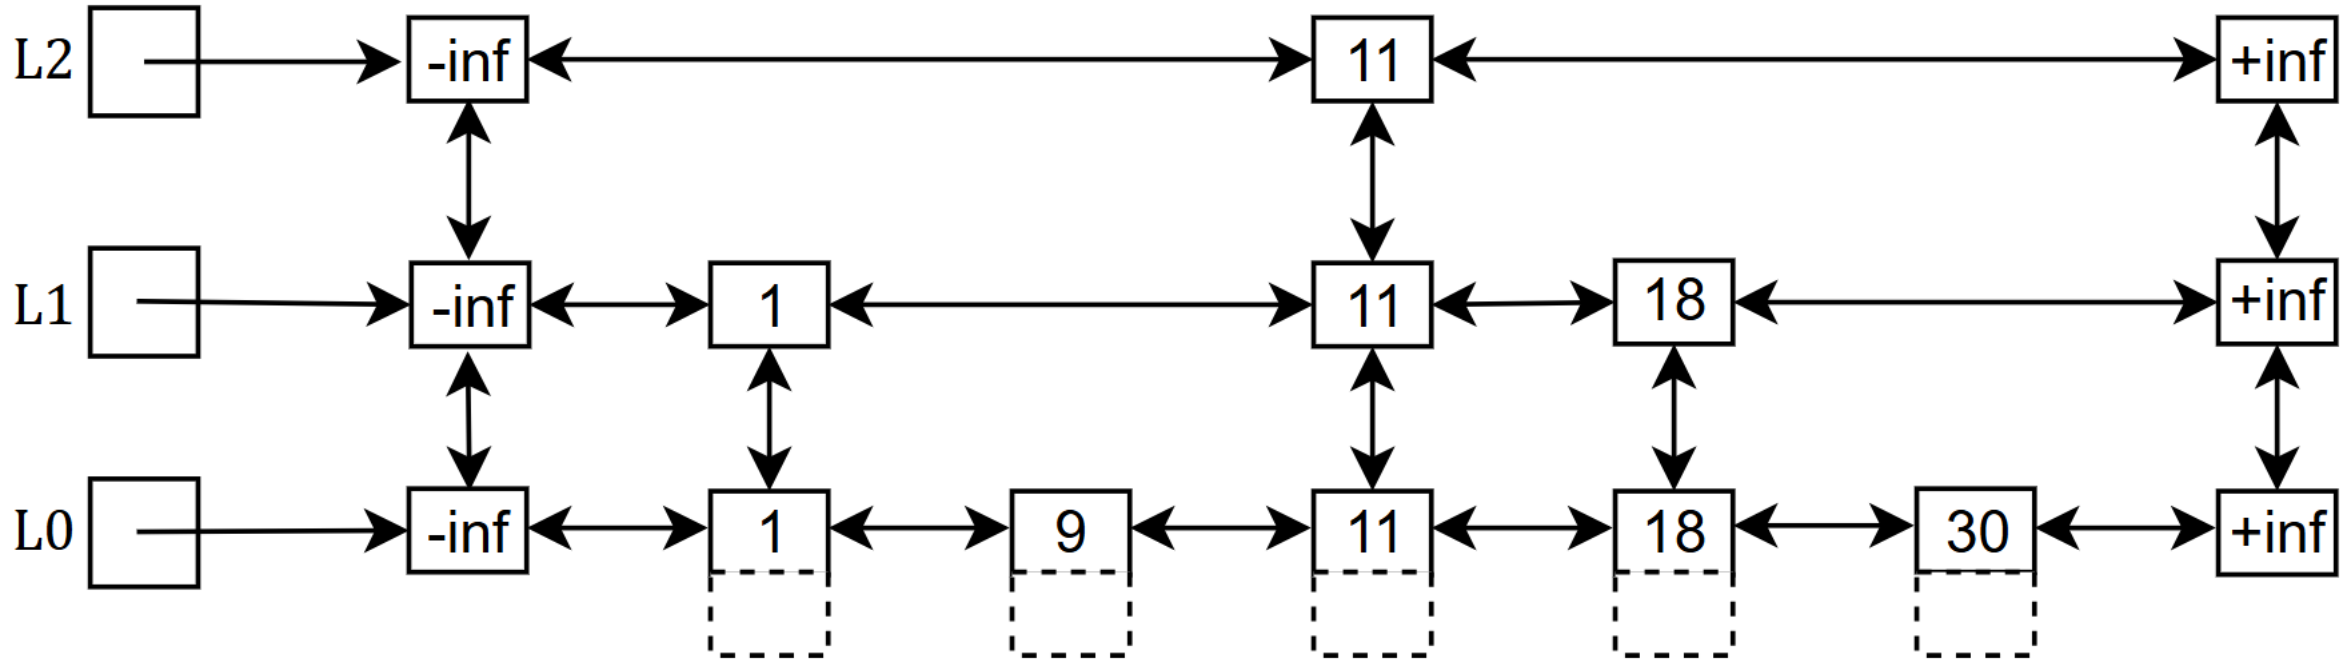 L2 -inf 11 +inf
L1 -inf 1 11 18 +inf
L0 -inf 1 9 11 18 30 +inf